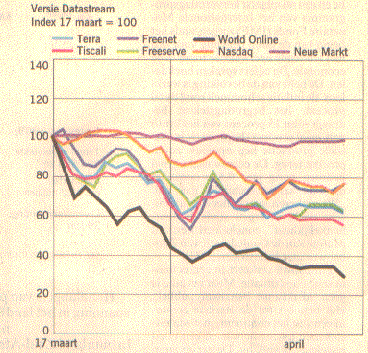 Versie Datastream
Index 17 maart = 100
Terra Freenet World Online
Tiscali Freeserve Nasdaq Neue Markt
140
120
100
80
60
40
20
0
17 maart april